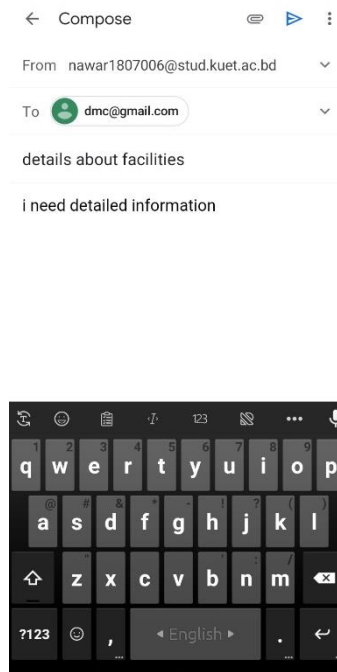 Compose
From nawar1807006@stud.kuet.ac.bd
To dmc@gmail.com
details about facilities
i need detailed information
123
1 2 3 4 5 6 7 8 9
q w e r t y u i o p
@ # & * - ! ? ( )
a s d f g h j k l
z x c v b n m
?123 , English .